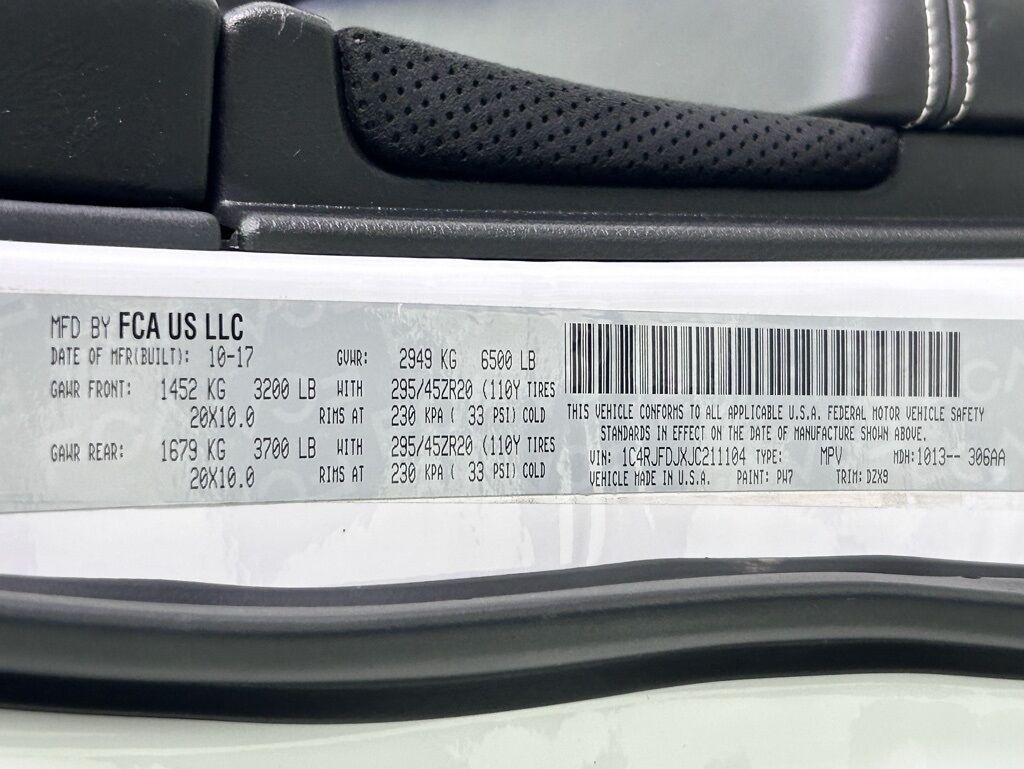 MFD BY FCA US LLC
DATE OF MFR(BUILT): 10-17 GVWR: 2949 KG 6500 LB
GAWR FRONT: 1452 KG 3200 LB WITH 295/45ZR20 (110Y TIRES
20X10.0 RIMS AT 230 KPA ( 33 PSI) COLD
GAWR REAR: 1679 KG 3700 LB WITH 295/45ZR20 (110Y TIRES
20X10.0 RIMS AT 230 KPA ( 33 PSI) COLD
THIS VEHICLE CONFORMS TO ALL APPLICABLE U.S.A. FEDERAL MOTOR VEHICLE SAFETY
STANDARDS IN EFFECT ON THE DATE OF MANUFACTURE SHOWN ABOVE.
VIN: 1C4RJFDJXJC211104 TYPE: MPV MDH:1013-- 306AA
VEHICLE MADE IN U.S.A. PAINT: PW7 TRIM: DZX9